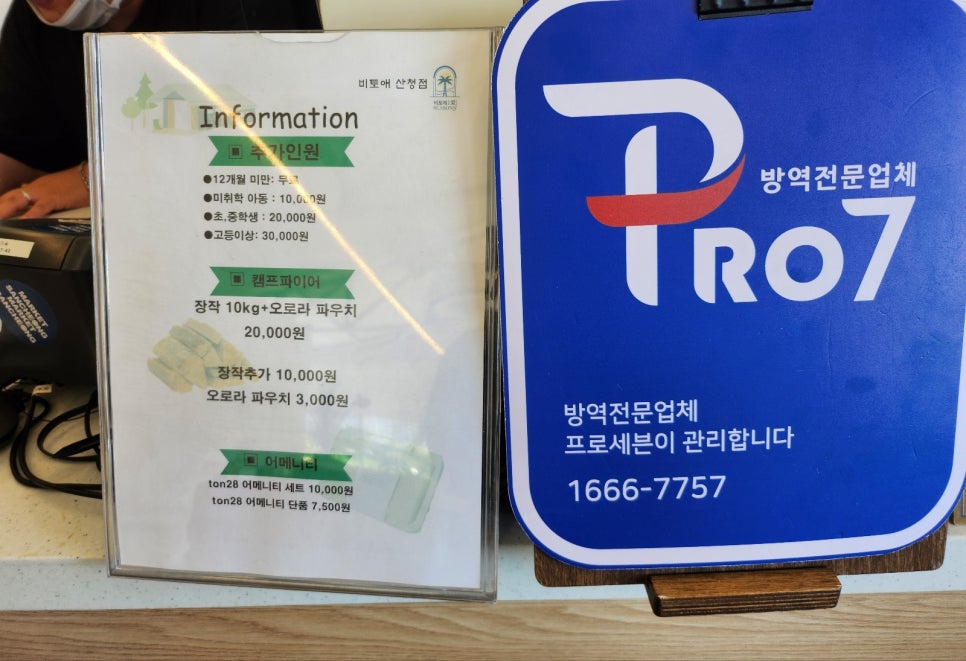 비토애 산청점
Information
▣ 추가인원
●12개월 미만: 무료
●미취학 아동 : 10,000원
●초,중학생 : 20,000원
●고등이상: 30,000원
▣ 캠프파이어
장작 10kg+오로라 파우치
20,000원
장작추가 10,000원
오로라 파우치 3,000원
▣ 어메니티
ton28 어메니티 세트 10,000원
ton28 어메니티 단품 7,500원
방역전문업체
PRO7
방역전문업체
프로세븐이 관리합니다
1666-7757